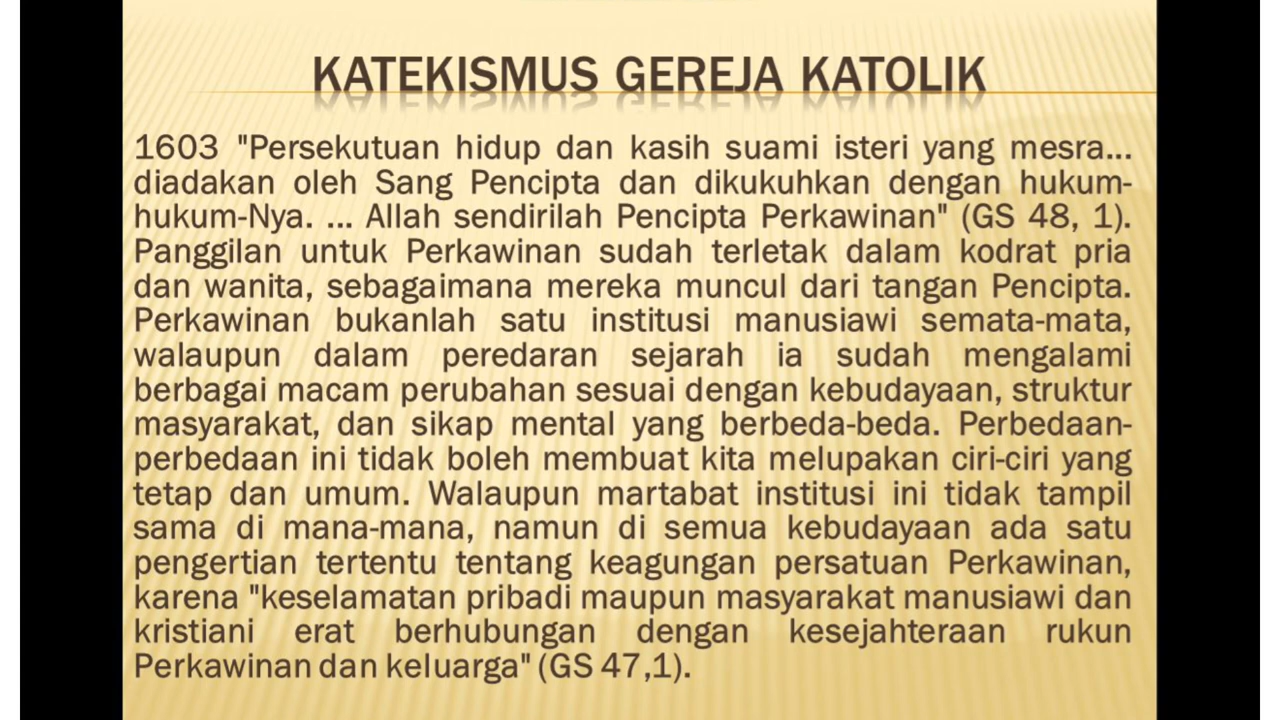 KATEKISMUS GEREJA KATOLIK
1603 "Persekutuan hidup dan kasih suami isteri yang mesra...
diadakan oleh Sang Pencipta dan dikukuhkan dengan hukum-
hukum-Nya. ... Allah sendirilah Pencipta Perkawinan" (GS 48, 1).
Panggilan untuk Perkawinan sudah terletak dalam kodrat pria
dan wanita, sebagaimana mereka muncul dari tangan Pencipta.
Perkawinan bukanlah satu institusi manusiawi semata-mata,
walaupun dalam peredaran sejarah ia sudah mengalami
berbagai macam perubahan sesuai dengan kebudayaan, struktur
masyarakat, dan sikap mental yang berbeda-beda. Perbedaan-
perbedaan ini tidak boleh membuat kita melupakan ciri-ciri yang
tetap dan umum. Walaupun martabat institusi ini tidak tampil
sama di mana-mana, namun di semua kebudayaan ada satu
pengertian tertentu tentang keagungan persatuan Perkawinan,
karena "keselamatan pribadi maupun masyarakat manusiawi dan
kristiani erat berhubungan dengan kesejahteraan rukun
Perkawinan dan keluarga" (GS 47,1).